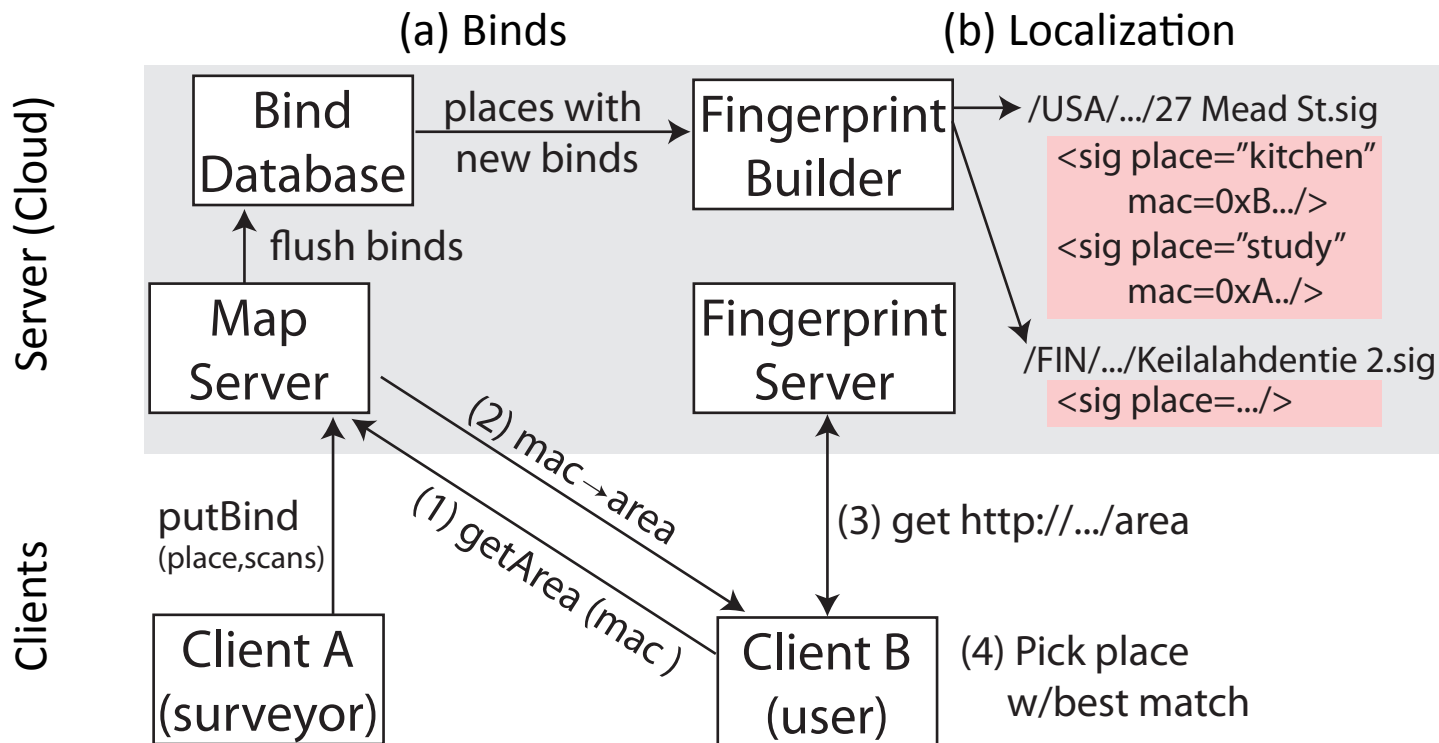 (a) Binds
(b) Localization
Server (Cloud)
Clients
Bind
Database
places with
new binds
Fingerprint
Builder
/USA/.../27 Mead St.sig
<sig place=”kitchen”
mac=0xB.../>
<sig place=”study”
mac=0xA../>
/FIN/.../Keilalahdentie 2.sig
<sig place=.../>
flush binds
Map
Server
Fingerprint
Server
(2) mac→area
(1) getArea (mac )
putBind
(place,scans)
(3) get http://.../area
Client A
(surveyor)
Client B
(user)
(4) Pick place
w/best match